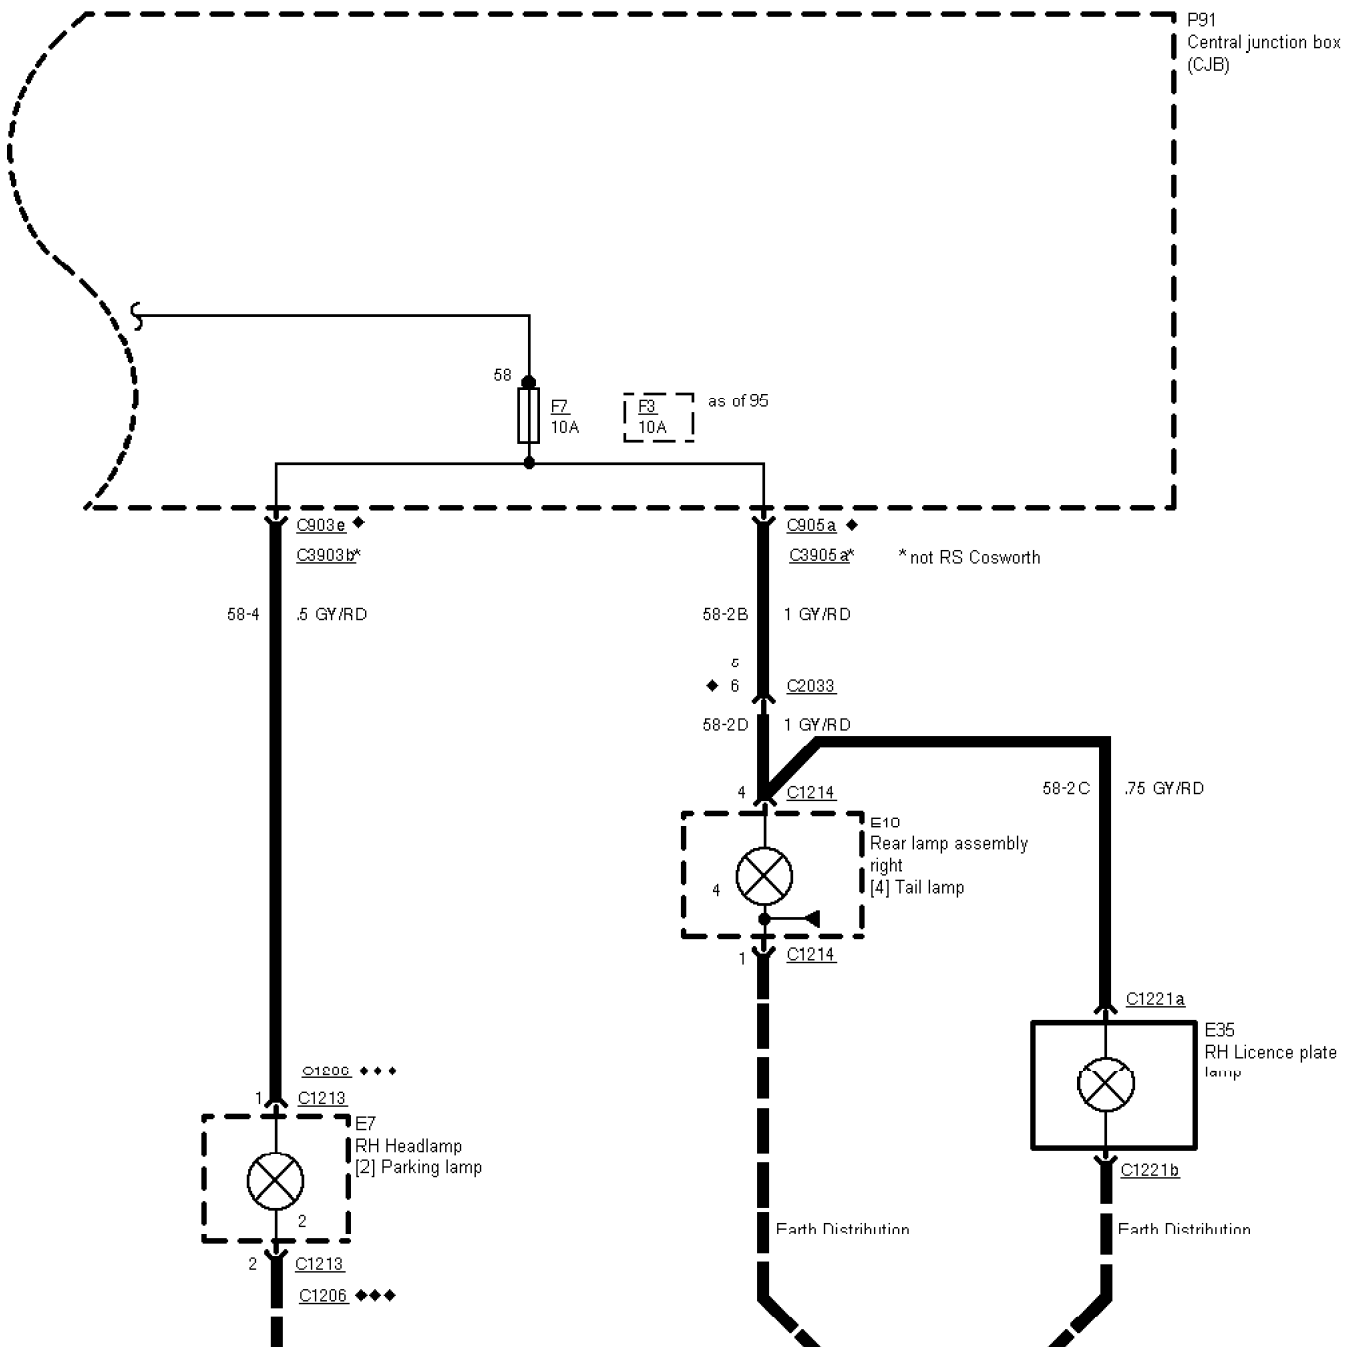 P91
Central junction box
(CJB)
58
F7
10A
F3
10A
as of 95
C903e ◆
C3903b*
C905a ◆
C3905a*
* not RS Cosworth
58-4
.5 GY/RD
58-2B
1 GY/RD
◆ 6
C2033
58-2D
1 GY/RD
58-2C
.75 GY/RD
4
C1214
E10
Rear lamp assembly
right
[4] Tail lamp
4
1
C1214
C1221a
E35
RH Licence plate
lamp
C1206 ◆◆◆
1
C1213
E7
RH Headlamp
[2] Parking lamp
2
C1221b
Earth Distribution
Earth Distribution
2
C1213
C1206 ◆◆◆